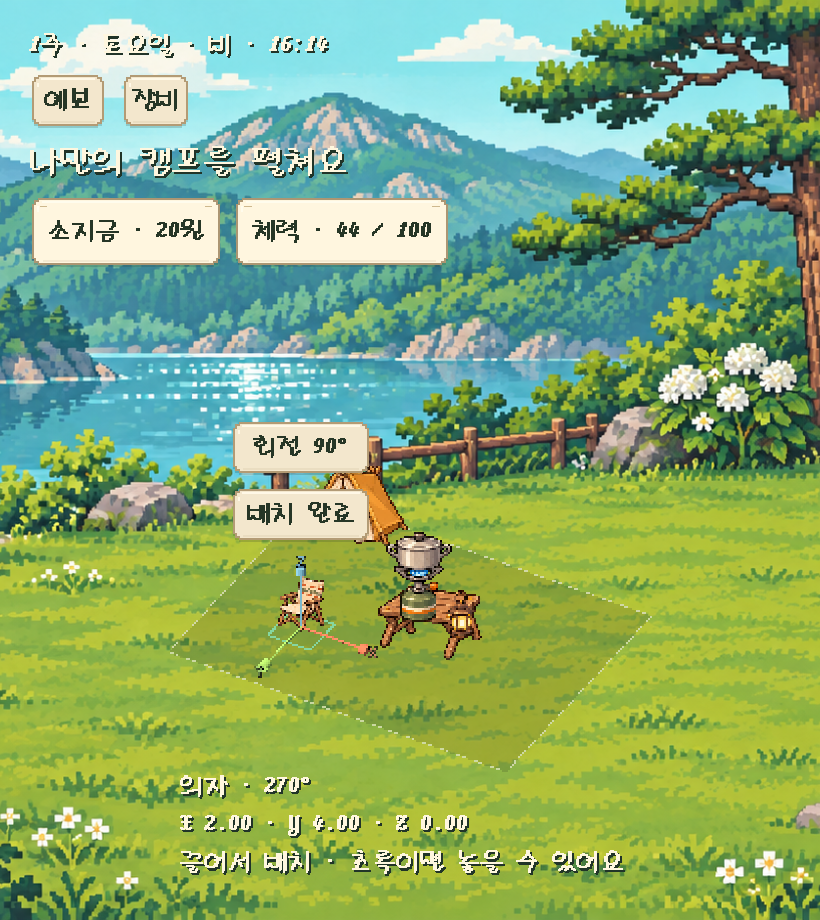 1주 · 토요일 · 비 · 16:14
예보
장비
나만의 캠프를 펼쳐요
소지금 · 20원
체력 · 44 / 100
회전 90°
배치 완료
Z
X
Y
의자 · 270°
X 2.00 · Y 4.00 · Z 0.00
끌어서 배치 · 초록이면 놓을 수 있어요